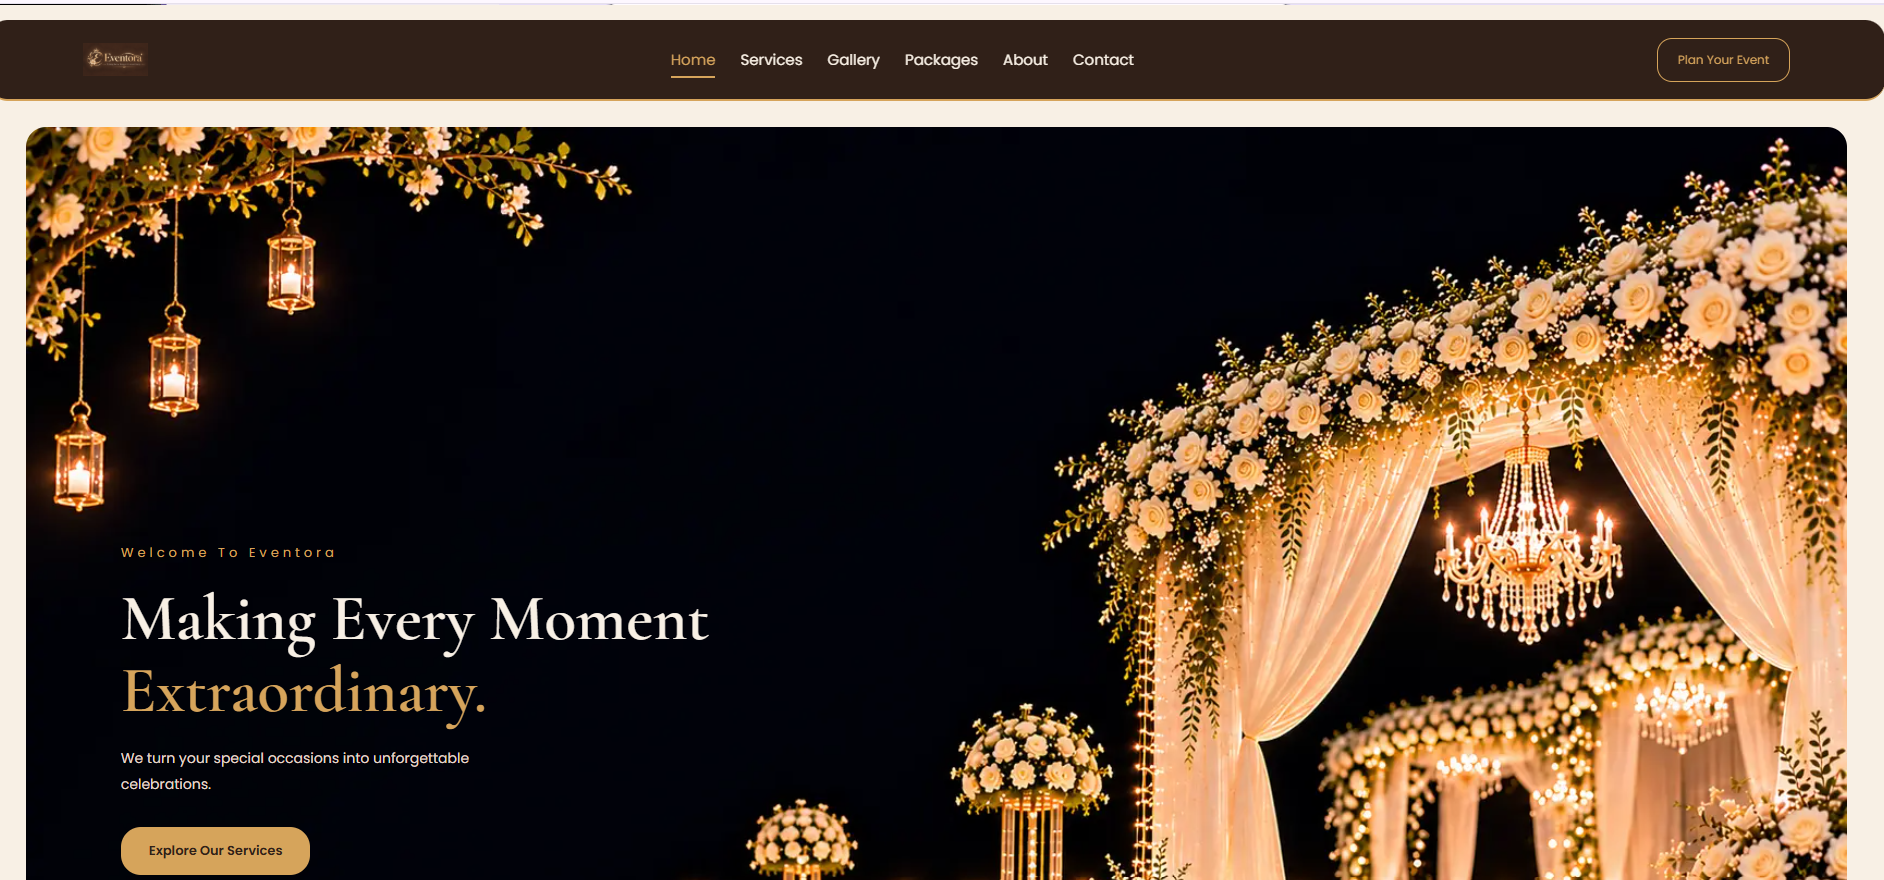 Eventora
Home Services Gallery Packages About Contact
Plan Your Event
Welcome To Eventora
Making Every Moment
Extraordinary.
We turn your special occasions into unforgettable
celebrations.
Explore Our Services